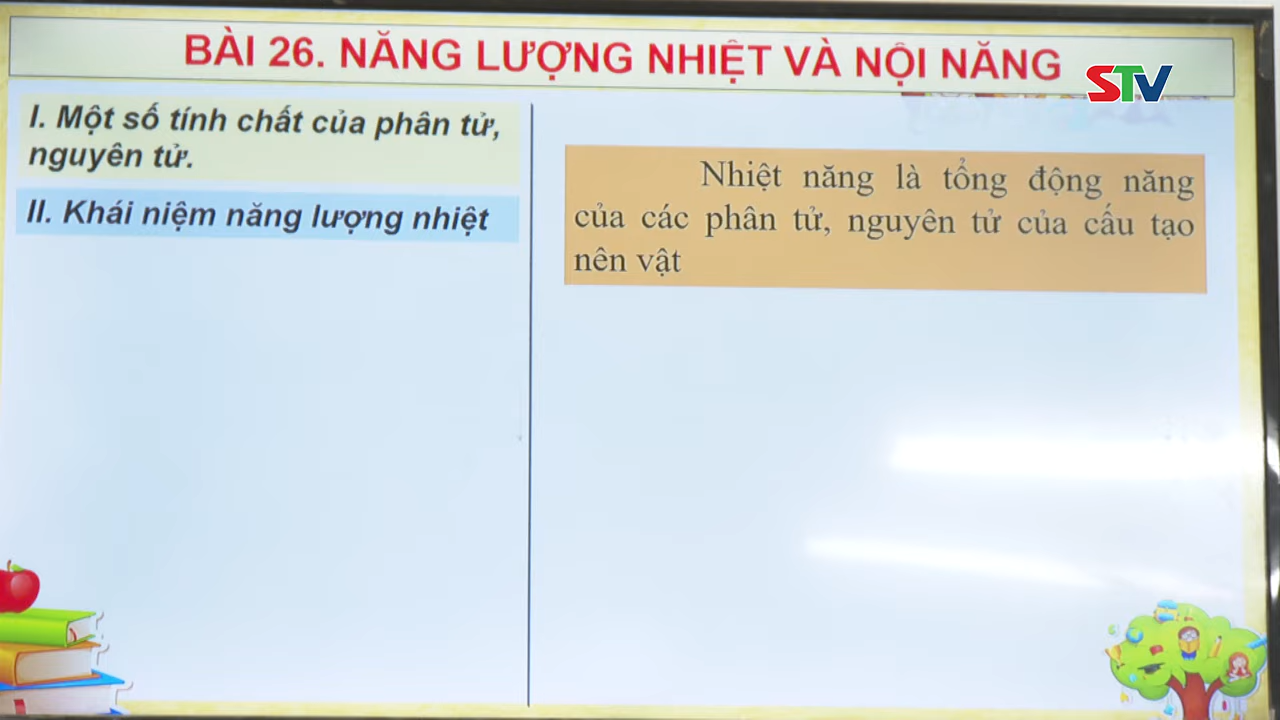 BÀI 26. NĂNG LƯỢNG NHIỆT VÀ NỘI NĂNG
STV
I. Một số tính chất của phân tử,
nguyên tử.
II. Khái niệm năng lượng nhiệt
Nhiệt năng là tổng động năng
của các phân tử, nguyên tử của cấu tạo
nên vật